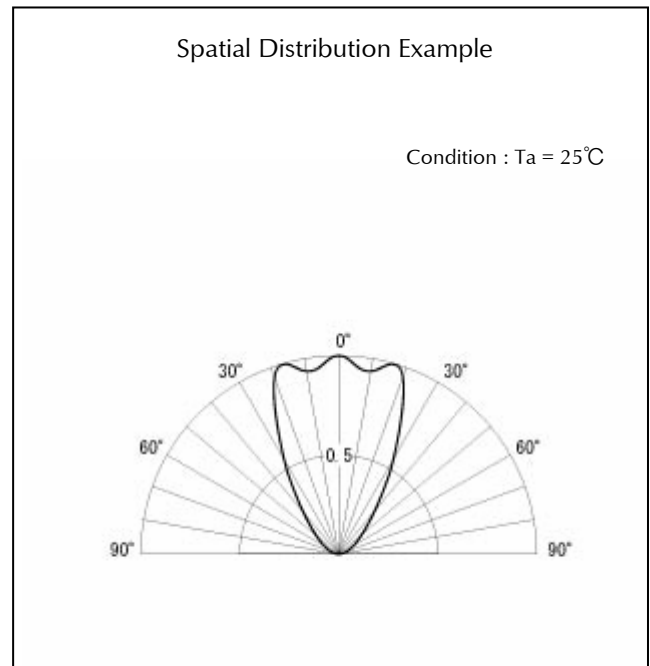 Spatial Distribution Example
Condition : Ta = 25℃
0°
30° 30°
60° 60°
0. 5
90° 90°